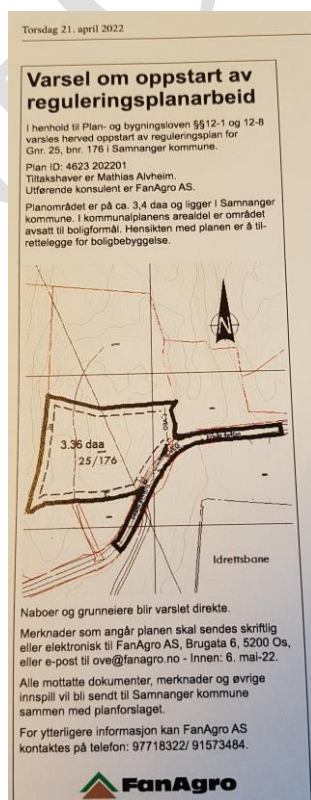 Torsdag 21. april 2022
Varsel om oppstart av
reguleringsplanarbeid
I henhold til Plan- og bygningsloven §§12-1 og 12-8
varsles herved oppstart av reguleringsplan for
Gnr. 25, bnr. 176 i Samnanger kommune.
Plan ID: 4623 202201
Tiltakshaver er Mathias Alvheim.
Utførende konsulent er FanAgro AS.
Planområdet er på ca. 3,4 daa og ligger i Samnanger
kommune. I kommunalplanens arealdel er området
avsatt til boligformål. Hensikten med planen er å til-
rettelegge for boligbebyggelse.
N
3.36 daa
25/176
Idrettsbane
Naboer og grunneiere blir varslet direkte.
Merknader som angår planen skal sendes skriftlig
eller elektronisk til FanAgro AS, Brugata 6, 5200 Os,
eller e-post til ove@fanagro.no - Innen: 6. mai-22.
Alle mottatte dokumenter, merknader og øvrige
innspill vil bli sendt til Samnanger kommune
sammen med planforslaget.
For ytterligere informasjon kan FanAgro AS
kontaktes på telefon: 97718322/ 91573484.
FanAgro